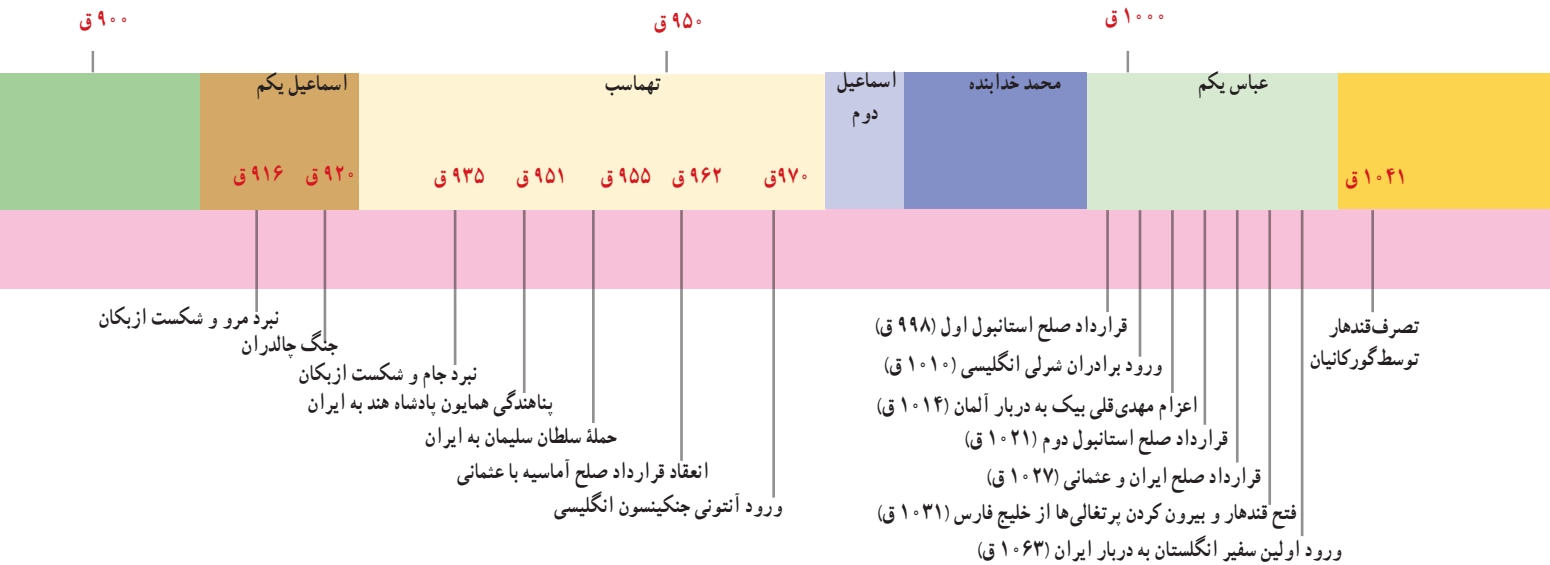 ۹۰۰ ق
۹۵۰ ق
۱۰۰۰ ق
اسماعیل یکم
تهماسب
اسماعیل
دوم
محمد خدابنده
عباس یکم
۹۱۶ ق
۹۲۰ ق
۹۳۵ ق
۹۵۱ ق
۹۵۵ ق
۹۶۲ ق
۹۷۰ق
۱۰۴۱ ق
نبرد مرو و شکست ازبکان
جنگ چالدران
نبرد جام و شکست ازبکان
پناهندگی همایون پادشاه هند به ایران
حملۀ سلطان سلیمان به ایران
انعقاد قرارداد صلح آماسیه با عثمانی
ورود آنتونی جنکینسون انگلیسی
قرارداد صلح استانبول اول (۹۹۸ ق)
ورود برادران شرلی انگلیسی (۱۰۱۰ ق)
اعزام مهدی‌قلی بیک به دربار آلمان (۱۰۱۴ ق)
قرارداد صلح استانبول دوم (۱۰۲۱ ق)
قرارداد صلح ایران و عثمانی (۱۰۲۷ ق)
فتح قندهار و بیرون کردن پرتغالی‌ها از خلیج فارس (۱۰۳۱ ق)
ورود اولین سفیر انگلستان به دربار ایران (۱۰۶۳ ق)
تصرف‌قندهار
توسط‌گورکانیان